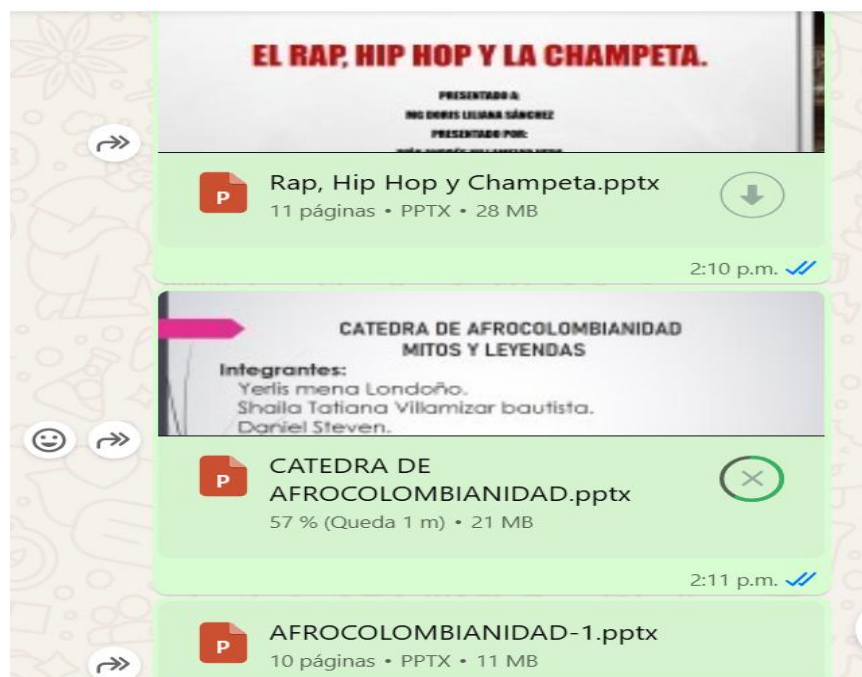 EL RAP, HIP HOP Y LA CHAMPETA.
PRESENTADO A:
MG DORIS LILIANA SÁNCHEZ
PRESENTADO POR:
Rap, Hip Hop y Champeta.pptx
11 páginas • PPTX • 28 MB
2:10 p.m.
CATEDRA DE AFROCOLOMBIANIDAD
MITOS Y LEYENDAS
Integrantes:
Yerlis mena Londoño.
Shaila Tatiana Villamizar bautista.
Daniel Steven.
P
CATEDRA DE
AFROCOLOMBIANIDAD.pptx
57 % (Queda 1 m) • 21 MB
2:11 p.m.
P
AFROCOLOMBIANIDAD-1.pptx
10 páginas • PPTX • 11 MB